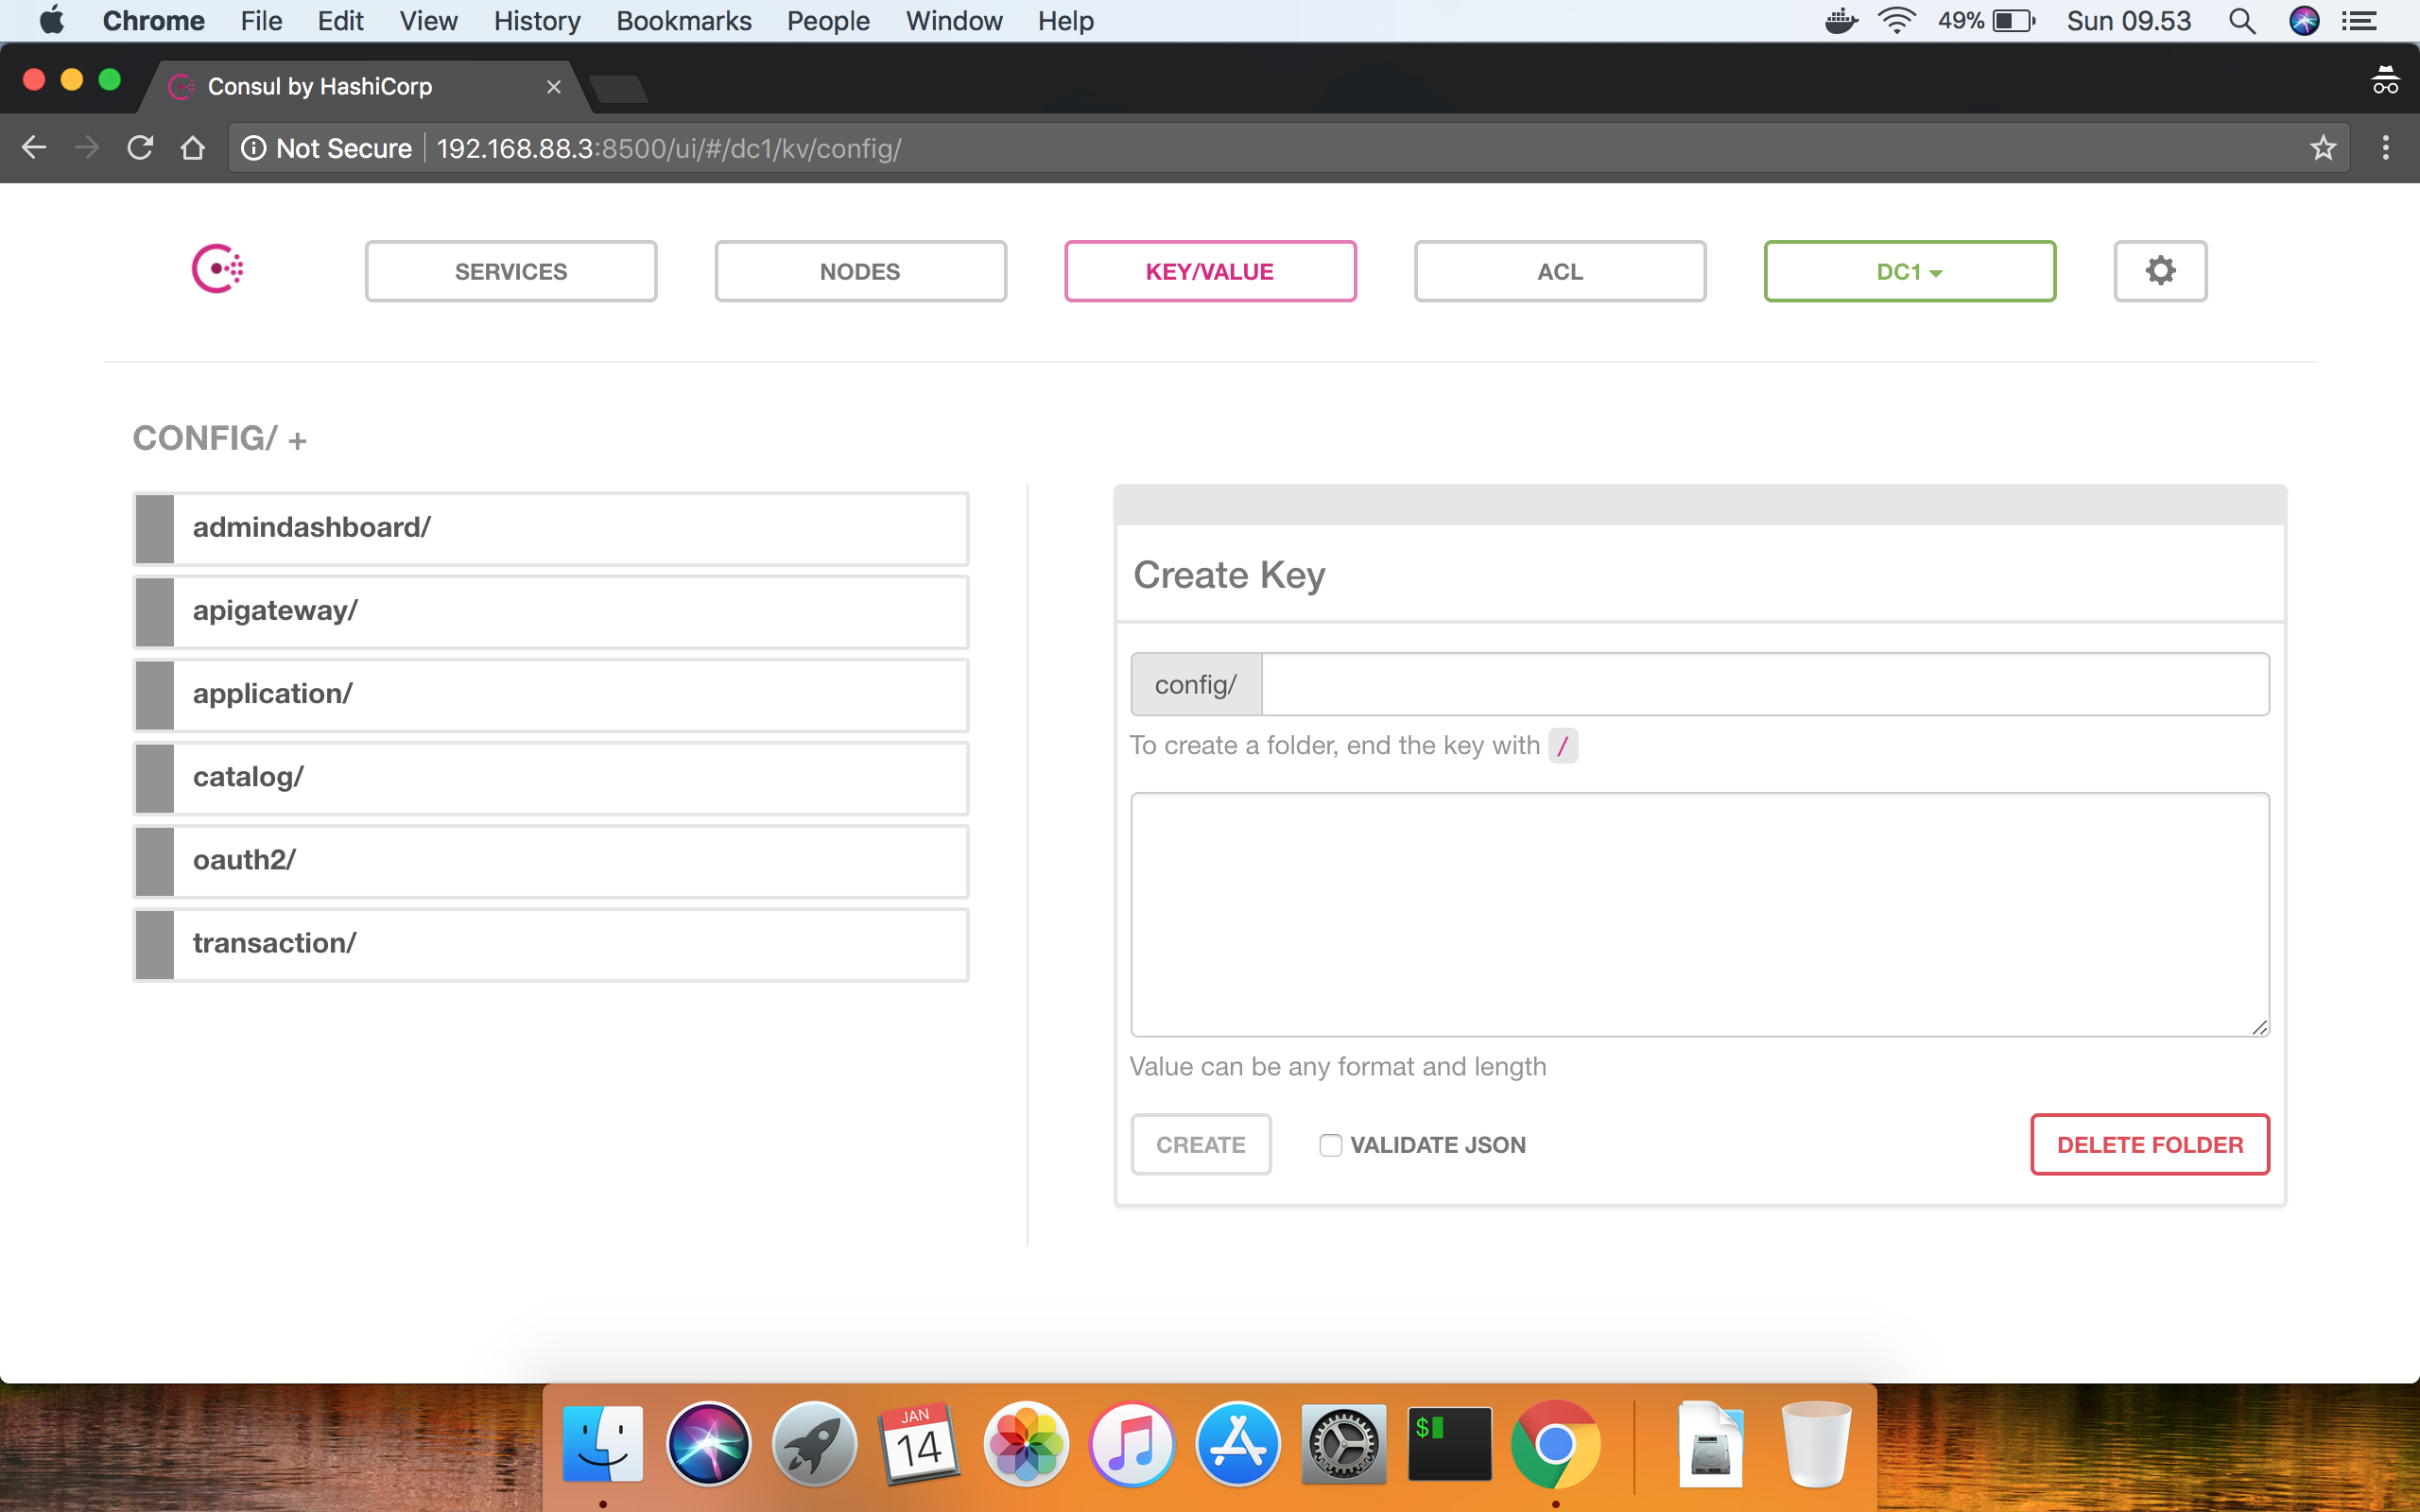 Chrome File Edit View History Bookmarks People Window Help 49% Sun 09.53
Consul by HashiCorp
Not Secure 192.168.88.3:8500/ui/#/dc1/kv/config/
SERVICES NODES KEY/VALUE ACL DC1
CONFIG/ +
admindashboard/
apigateway/
application/
catalog/
oauth2/
transaction/
Create Key
config/
To create a folder, end the key with /
Value can be any format and length
CREATE VALIDATE JSON DELETE FOLDER
JAN
14
$